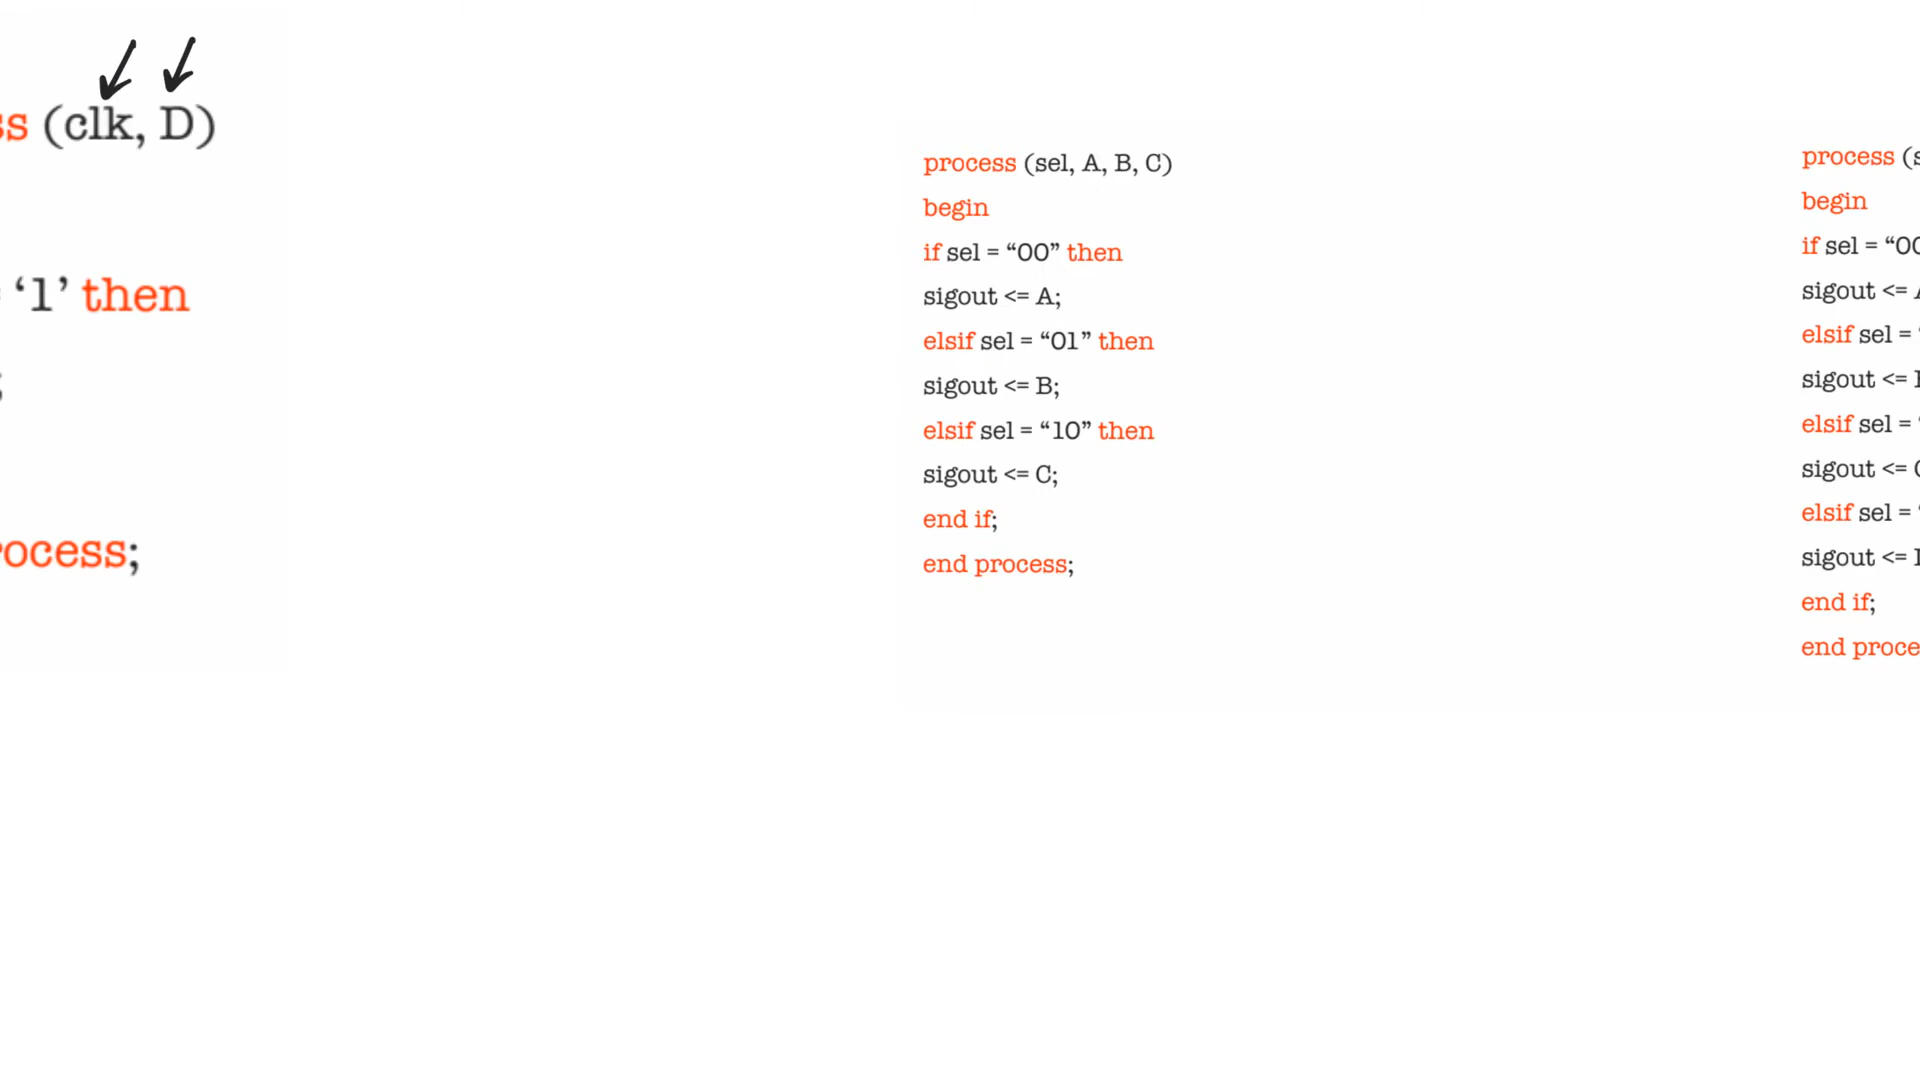 (clk, D)
‘1’ then
;
process (sel, A, B, C)
begin
if sel = “00” then
sigout <= A;
elsif sel = “01” then
sigout <= B;
elsif sel = “10” then
sigout <= C;
end if;
end process;
process
begin
if sel =
sigout <=
elsif sel =
sigout <=
elsif sel =
sigout <=
elsif sel =
sigout <=
end if;
end